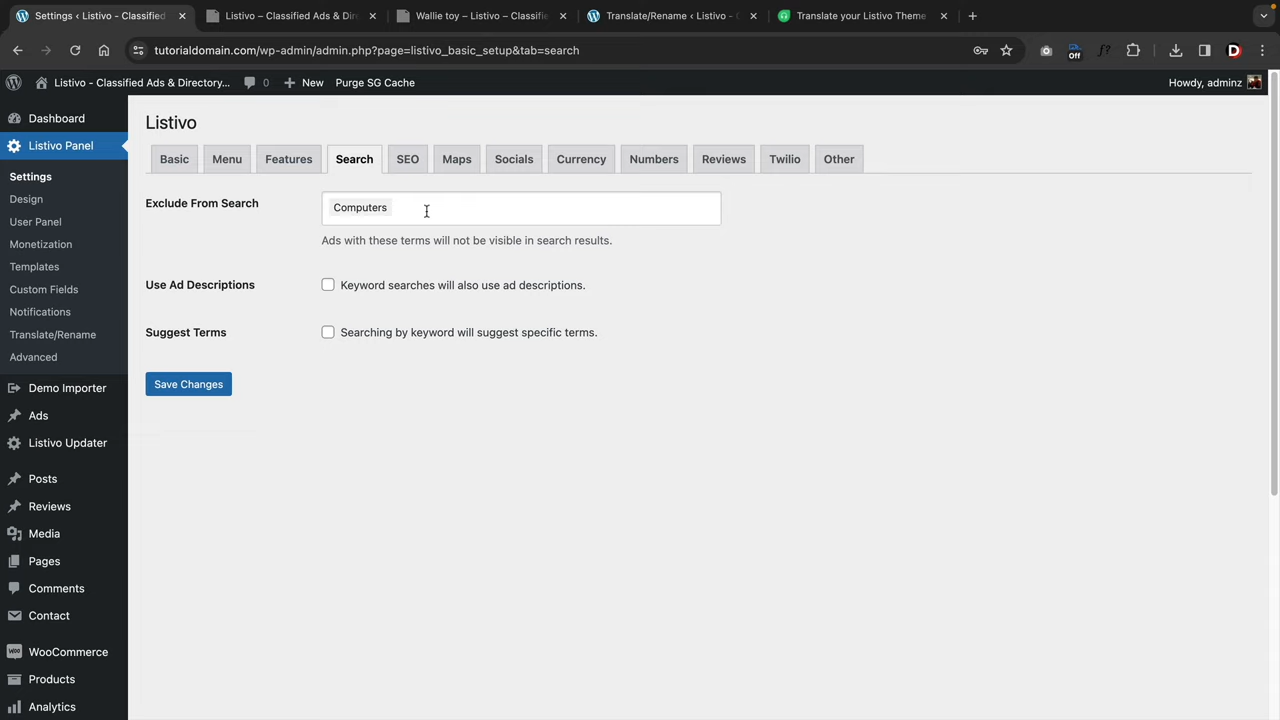 Settings ‹ Listivo - Classified
Listivo – Classified Ads & Dire
Wallie toy – Listivo – Classifie
Translate/Rename ‹ Listivo - C
Translate your Listivo Theme
tutorialdomain.com/wp-admin/admin.php?page=listivo_basic_setup&tab=search
Off
f?
D
Listivo - Classified Ads & Directory...
0
New
Purge SG Cache
Howdy, adminz
Dashboard
Listivo Panel
Settings
Design
User Panel
Monetization
Templates
Custom Fields
Notifications
Translate/Rename
Advanced
Demo Importer
Ads
Listivo Updater
Posts
Reviews
Media
Pages
Comments
Contact
WooCommerce
Products
Analytics
Listivo
Basic Menu Features Search SEO Maps Socials Currency Numbers Reviews Twilio Other
Exclude From Search
Computers
Ads with these terms will not be visible in search results.
Use Ad Descriptions
Keyword searches will also use ad descriptions.
Suggest Terms
Searching by keyword will suggest specific terms.
Save Changes